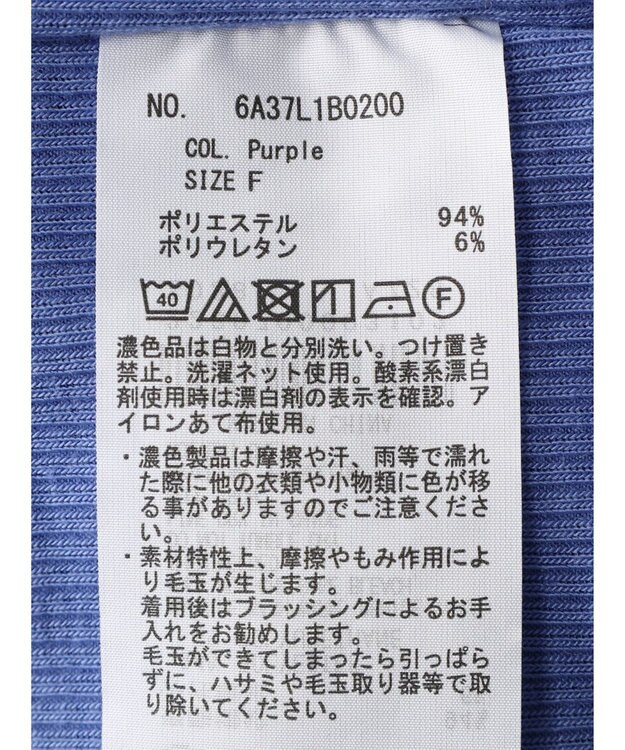 NO. 6A37L1B0200
COL. Purple
SIZE F
ポリエステル 94%
ポリウレタン 6%
40 F
濃色品は白物と分別洗い。つけ置き
禁止。洗濯ネット使用。酸素系漂白
剤使用時は漂白剤の表示を確認。ア
イロンあて布使用。
・濃色製品は摩擦や汗、雨等で濡れ
た際に他の衣類や小物類に色が移
る事がありますのでご注意くださ
い。
・素材特性上、摩擦やもみ作用によ
り毛玉が生じます。
着用後はブラッシングによるお手
入れをお勧めします。
毛玉ができてしまったら引っぱら
ずに、ハサミや毛玉取り器等で取
り除いてください。